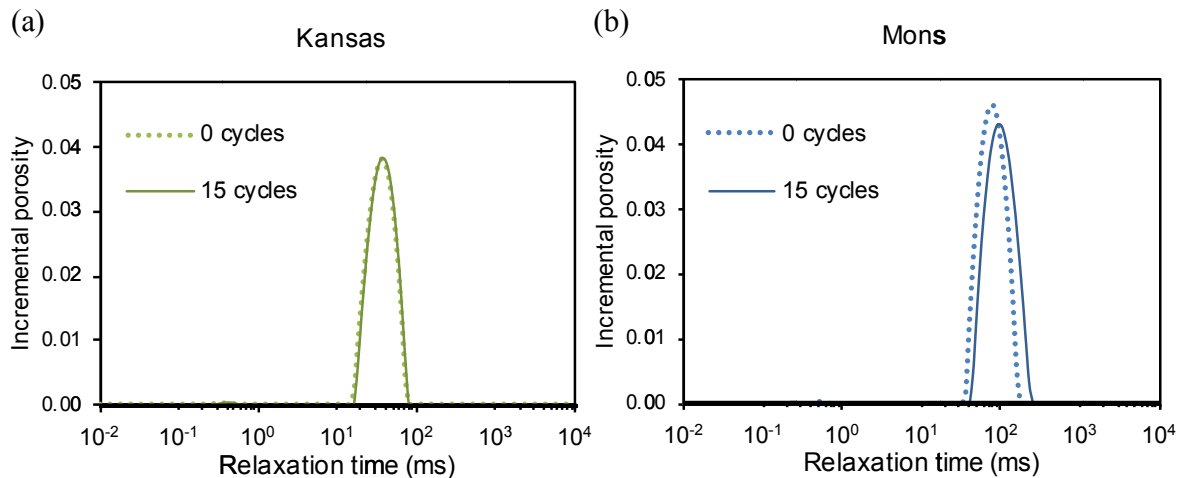 (a)
Kansas
0.05
0.04
0.03
0.02
0.01
0.00
Incremental porosity
0 cycles
15 cycles
10-2 10-1 100 101 102 103 104
Relaxation time (ms)
(b)
Mons
0.05
0.04
0.03
0.02
0.01
0.00
Incremental porosity
0 cycles
15 cycles
10-2 10-1 100 101 102 103 104
Relaxation time (ms)